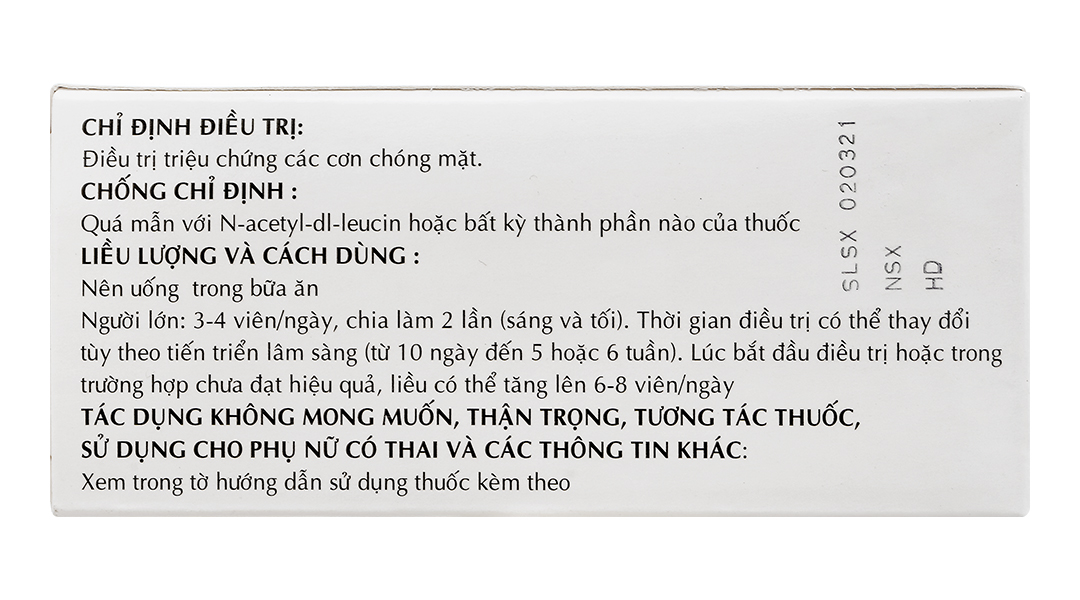 CHỈ ĐỊNH ĐIỀU TRỊ:
Điều trị triệu chứng các cơn chóng mặt.
CHỐNG CHỈ ĐỊNH :
Quá mẫn với N-acetyl-dl-leucin hoặc bất kỳ thành phần nào của thuốc
LIỀU LƯỢNG VÀ CÁCH DÙNG :
Nên uống trong bữa ăn
Người lớn: 3-4 viên/ngày, chia làm 2 lần (sáng và tối). Thời gian điều trị có thể thay đổi
tùy theo tiến triển lâm sàng (từ 10 ngày đến 5 hoặc 6 tuần). Lúc bắt đầu điều trị hoặc trong
trường hợp chưa đạt hiệu quả, liều có thể tăng lên 6-8 viên/ngày
TÁC DỤNG KHÔNG MONG MUỐN, THẬN TRỌNG, TƯƠNG TÁC THUỐC,
SỬ DỤNG CHO PHỤ NỮ CÓ THAI VÀ CÁC THÔNG TIN KHÁC:
Xem trong tờ hướng dẫn sử dụng thuốc kèm theo
SLSX 020321
NSX
HD